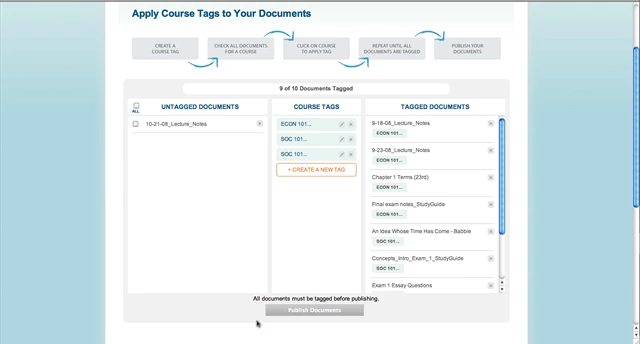 Apply Course Tags to Your Documents
CREATE A
COURSE TAG
CHECK ALL DOCUMENTS
FOR A COURSE
CLICK ON COURSE
TO APPLY TAG
REPEAT UNTIL ALL
DOCUMENTS ARE TAGGED
PUBLISH YOUR
DOCUMENTS
9 of 10 Documents Tagged
ALL
UNTAGGED DOCUMENTS
10-21-08_Lecture_Notes
COURSE TAGS
ECON 101...
SOC 101...
SOC 101...
+ CREATE A NEW TAG
TAGGED DOCUMENTS
9-18-08_Lecture_Notes
ECON 101...
9-23-08_Lecture_Notes
ECON 101...
Chapter 1 Terms (23rd)
ECON 101...
Final exam notes_StudyGuide
ECON 101...
An Idea Whose Time Has Come - Babbie
SOC 101...
Concepts_Intro_Exam_1_StudyGuide
SOC 101...
Exam 1 Essay Questions
All documents must be tagged before publishing.
Publish Documents